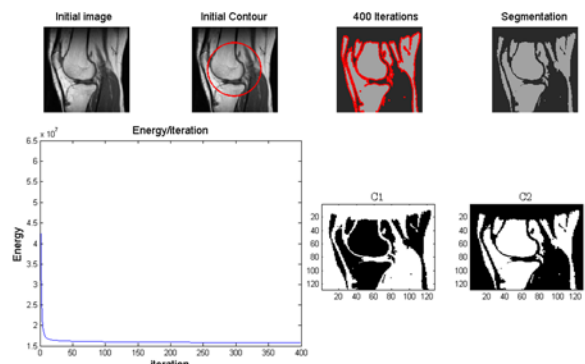 Initial image
Initial Contour
400 Iterations
Segmentation
Energy/Iteration
x 10^7
6.5
6
5.5
5
4.5
4
3.5
3
2.5
2
1.5
Energy
0 50 100 150 200 250 300 350 400
iteration
C1
20
40
60
80
100
120
20 40 60 80 100 120
C2
20
40
60
80
100
120
20 40 60 80 100 120